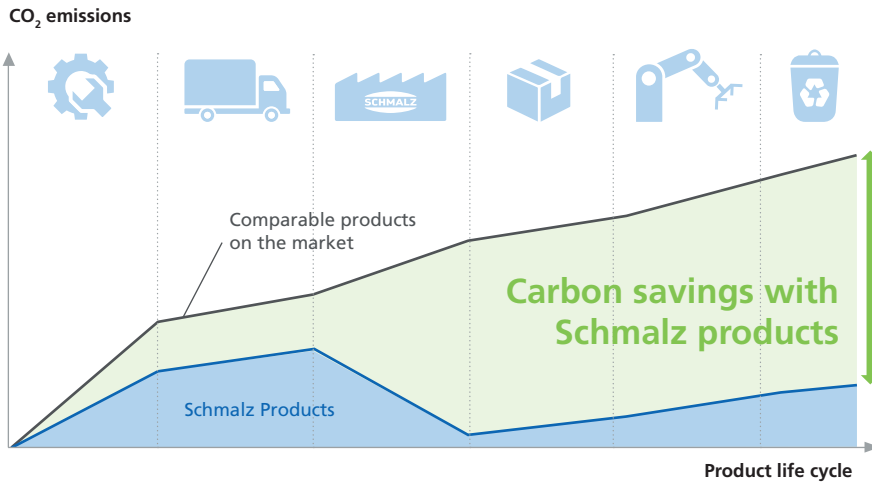 CO₂ emissions
SCHMALZ
Comparable products
on the market
Carbon savings with
Schmalz products
Schmalz Products
Product life cycle